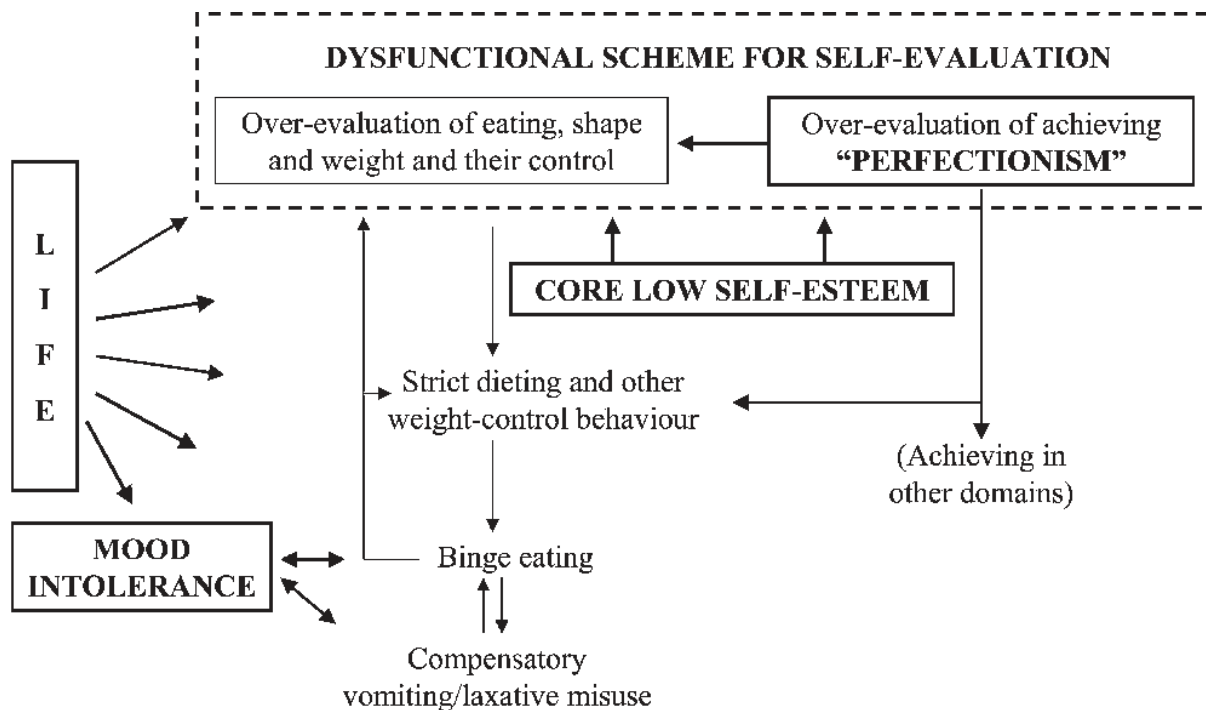 DYSFUNCTIONAL SCHEME FOR SELF-EVALUATION
Over-evaluation of eating, shape
and weight and their control
Over-evaluation of achieving
“PERFECTIONISM”
L
I
F
E
CORE LOW SELF-ESTEEM
Strict dieting and other
weight-control behaviour
(Achieving in
other domains)
MOOD
INTOLERANCE
Binge eating
Compensatory
vomiting/laxative misuse